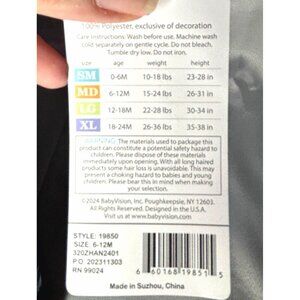 100% Polyester, exclusive of decoration
Care Instructions: Wash before use. Machine wash
cold separately on gentle cycle. Do not bleach.
Tumble dry low. Do not iron.
size age weight height
SM 0-6M 10-18 lbs 23-28 in
MD 6-12M 15-24 lbs 26-31 in
LG 12-18M 22-28 lbs 30-34 in
XL 18-24M 26-36 lbs 35-38 in
WARNING: The materials used to package this
product can constitute a potential safety hazard to
children. Please dispose of these materials
immediately upon opening. With all long haired
products some hair loss is unavoidable. This may
present a choking hazard to babies and young
children. Please bear this in mind when making
your selection.
©2024 BabyVision, Inc. Poughkeepsie, NY 12603.
All Rights Reserved. Designed in the U.S.A.
Visit us at www.babyvision.com
STYLE: 19850
SIZE: 6-12M
320ZHAN2401
P.O. 202311303
RN 99024
6 60168 19851 5
Made in Suzhou, China